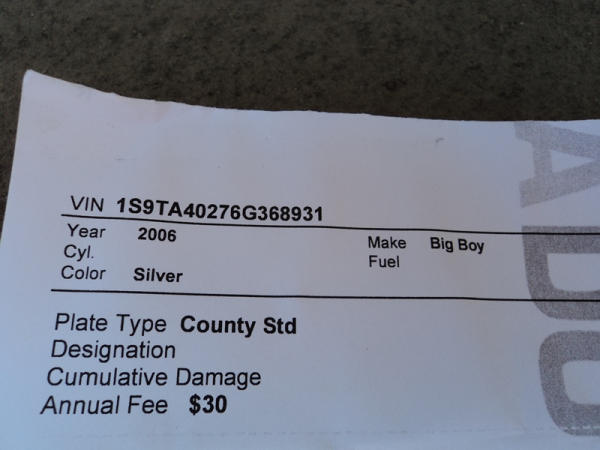 VIN 1S9TA40276G368931
Year 2006 Make Big Boy
Cyl. Fuel
Color Silver
Plate Type County Std
Designation
Cumulative Damage
Annual Fee $30
ADO